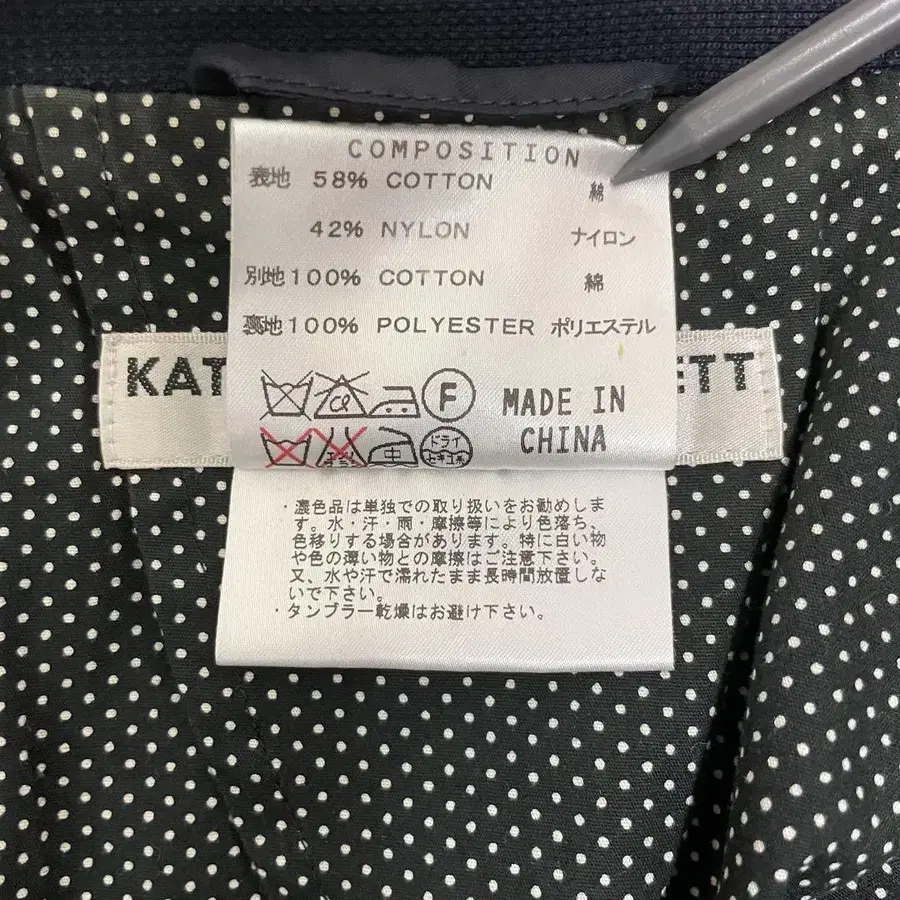 COMPOSITION
表地 58% COTTON 綿
42% NYLON ナイロン
別地 100% COTTON 綿
裏地 100% POLYESTER ポリエステル
KAT ETT
F MADE IN
CHINA
中 ドライ
・濃色品は単独での取り扱いをお勧めしま
す。水・汗・雨・摩擦等により色落ち、
色移りする場合があります。特に白い物
や色の薄い物との摩擦はご注意下さい。
又、水や汗で濡れたまま長時間放置しな
いで下さい。
・タンブラー乾燥はお避け下さい。